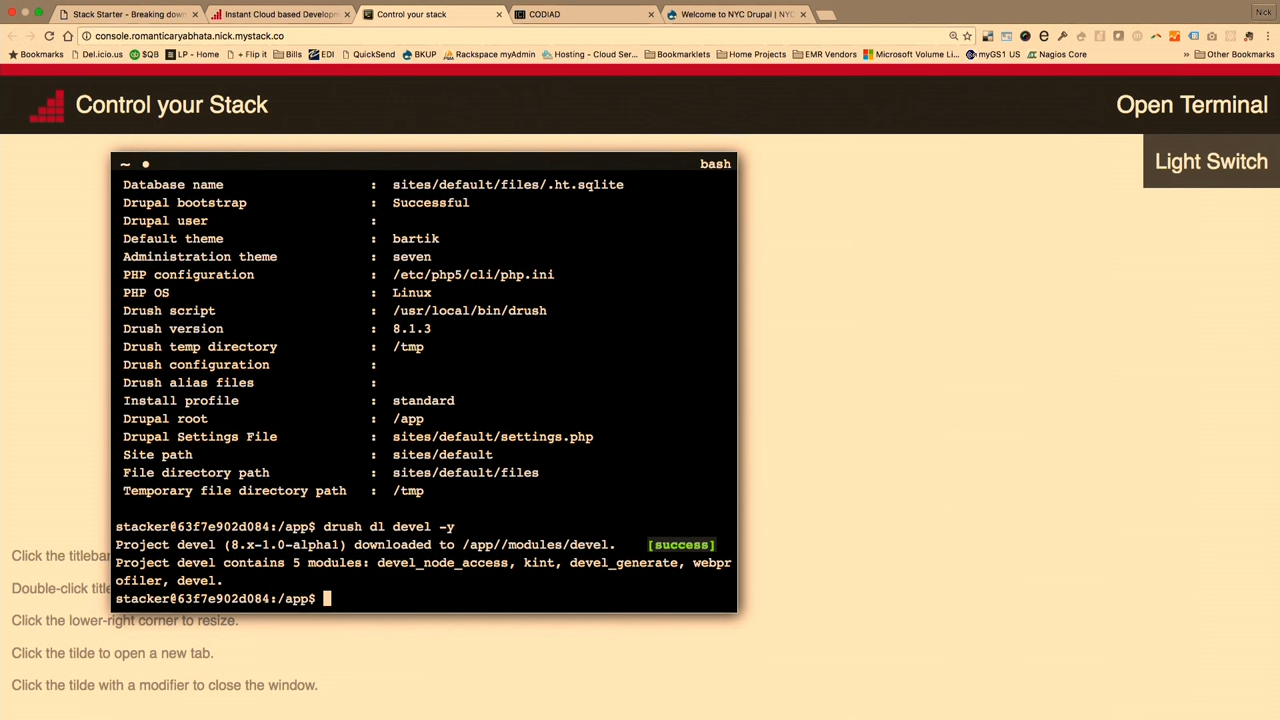 Stack Starter - Breaking down
Instant Cloud based Developm
Control your stack
CODIAD
Welcome to NYC Drupal | NYC
Nick
console.romanticaryabhata.nick.mystack.co
Bookmarks Del.icio.us $QB LP - Home + Flip it Bills EDI QuickSend BKUP Rackspace myAdmin Hosting - Cloud Serv... Bookmarklets Home Projects EMR Vendors Microsoft Volume Li... myGS1 US Nagios Core » Other Bookmarks
Control your Stack
Open Terminal
Light Switch
~ bash
Database name : sites/default/files/.ht.sqlite
Drupal bootstrap : Successful
Drupal user :
Default theme : bartik
Administration theme : seven
PHP configuration : /etc/php5/cli/php.ini
PHP OS : Linux
Drush script : /usr/local/bin/drush
Drush version : 8.1.3
Drush temp directory : /tmp
Drush configuration :
Drush alias files :
Install profile : standard
Drupal root : /app
Drupal Settings File : sites/default/settings.php
Site path : sites/default
File directory path : sites/default/files
Temporary file directory path : /tmp
stacker@63f7e902d084:/app$ drush dl devel -y
Project devel (8.x-1.0-alpha1) downloaded to /app//modules/devel. [success]
Project devel contains 5 modules: devel_node_access, kint, devel_generate, webpr
ofiler, devel.
stacker@63f7e902d084:/app$
Click the titlebar
Double-click title
Click the lower-right corner to resize.
Click the tilde to open a new tab.
Click the tilde with a modifier to close the window.